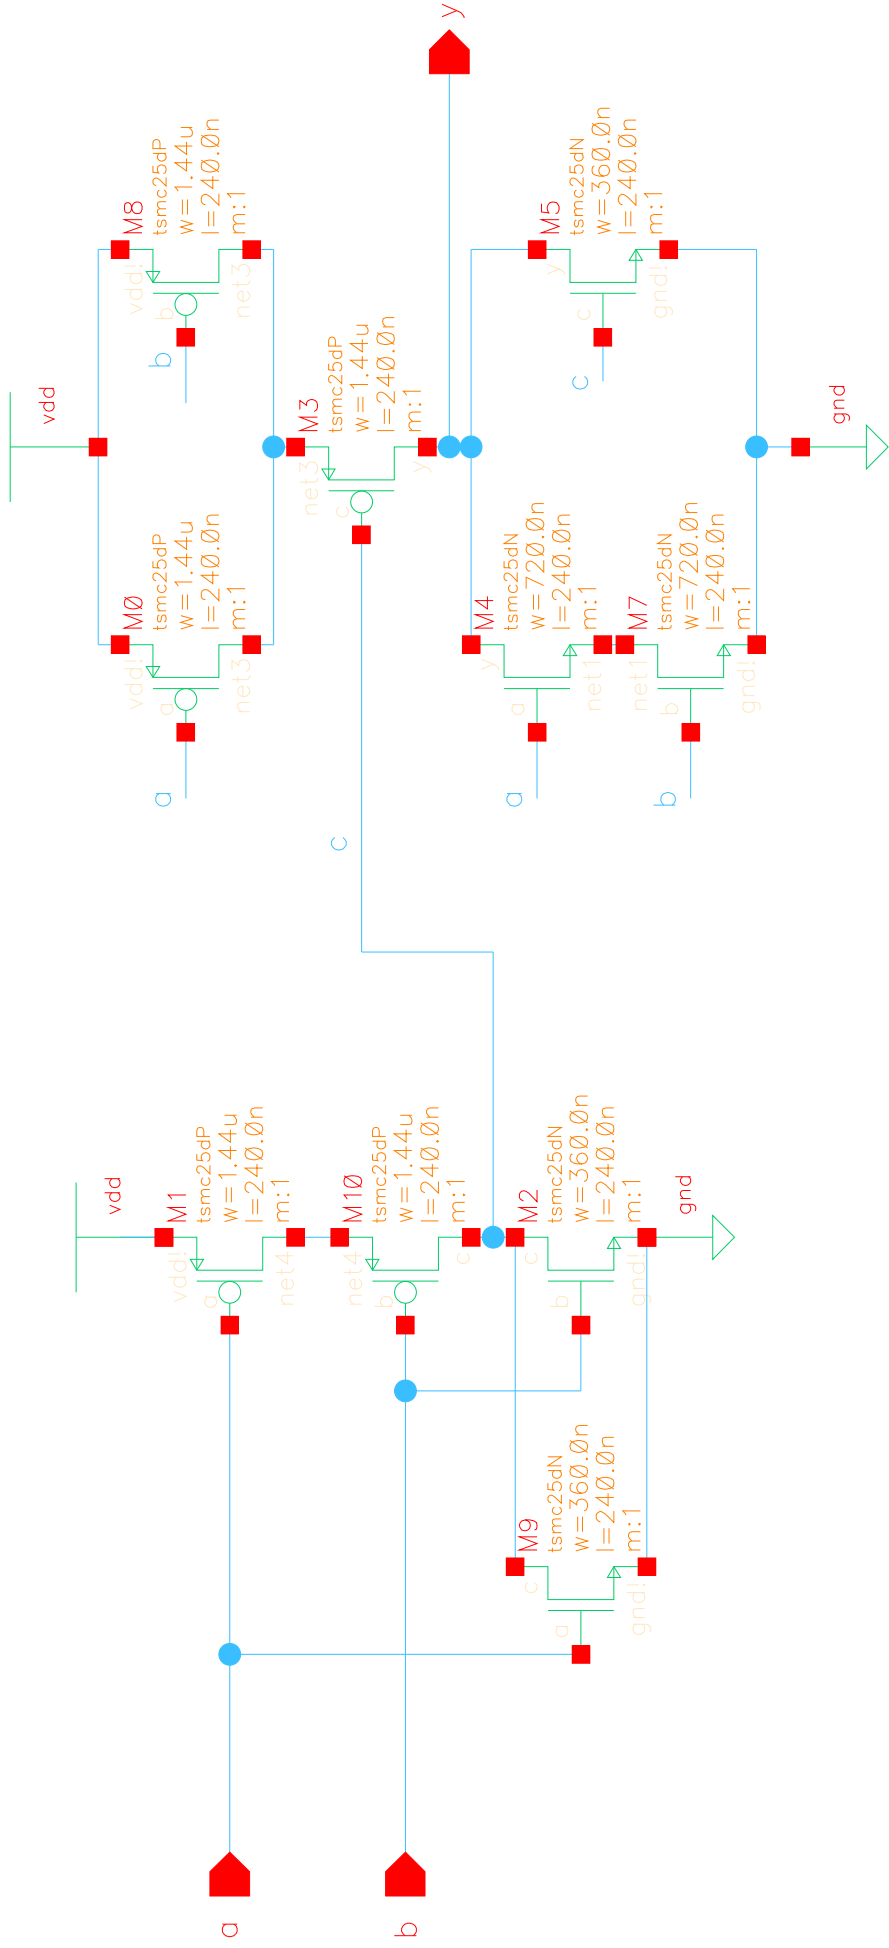 vdd
M1
tsmc25dP
w=1.44u
l=240.0n
m:1
vdd!
a
net4
M10
tsmc25dP
w=1.44u
l=240.0n
m:1
net4
b
c
M2
tsmc25dN
w=360.0n
l=240.0n
m:1
c
b
gnd!
gnd
M9
tsmc25dN
w=360.0n
l=240.0n
m:1
c
a
gnd!
a
b
c
vdd
M0
tsmc25dP
w=1.44u
l=240.0n
m:1
vdd!
a
net3
a
M8
tsmc25dP
w=1.44u
l=240.0n
m:1
vdd!
b
net3
b
M3
tsmc25dP
w=1.44u
l=240.0n
m:1
net3
c
y
y
M4
tsmc25dN
w=720.0n
l=240.0n
m:1
y
a
net1
a
M5
tsmc25dN
w=360.0n
l=240.0n
m:1
y
c
gnd!
c
M7
tsmc25dN
w=720.0n
l=240.0n
m:1
net1
b
gnd!
b
gnd